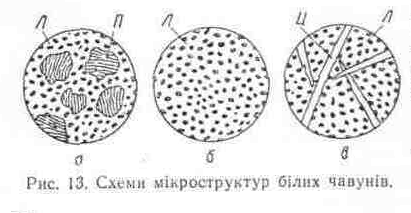 Л П Л Ц Л
а б в
Рис. 13. Схеми мікроструктур білих чавунів.